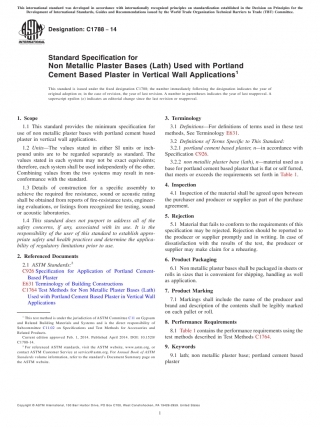 This international standard was developed in accordance with internationally recognized principles on standardization established in the Decision on Principles for the
Development of International Standards, Guides and Recommendations issued by the World Trade Organization Technical Barriers to Trade (TBT) Committee.
Designation: C1788 – 14
Standard Specification for
Non Metallic Plaster Bases (Lath) Used with Portland
Cement Based Plaster in Vertical Wall Applications1
This standard is issued under the fixed designation C1788; the number immediately following the designation indicates the year of
original adoption or, in the case of revision, the year of last revision. A number in parentheses indicates the year of last reapproval. A
superscript epsilon (ε) indicates an editorial change since the last revision or reapproval.
1. Scope
1.1 This standard provides the minimum specification for
use of non metallic plaster bases with portland cement based
plaster in vertical wall applications.
1.2 Units—The values stated in either SI units or inch-
pound units are to be regarded separately as standard. The
values stated in each system may not be exact equivalents;
therefore, each system shall be used independently of the other.
Combining values from the two systems may result in non-
conformance with the standard.
1.3 Details of construction for a specific assembly to
achieve the required fire resistance, sound or acoustic rating
shall be obtained from reports of fire-resistance tests, engineer-
ing evaluations, or listings from recognized fire testing, sound
or acoustic laboratories.
1.4 This standard does not purport to address all of the
safety concerns, if any, associated with its use. It is the
responsibility of the user of this standard to establish appro-
priate safety and health practices and determine the applica-
bility of regulatory limitations prior to use.
2. Referenced Documents
2.1 ASTM Standards:2
C926 Specification for Application of Portland Cement-
Based Plaster
E631 Terminology of Building Constructions
C1764 Test Methods for Non Metallic Plaster Bases (Lath)
Used with Portland Cement Based Plaster in Vertical Wall
Applications
1 This test method is under the jurisdiction of ASTM Committee C11 on Gypsum
and Related Building Materials and Systems and is the direct responsibility of
Subcommittee C11.02 on Specifications and Test Methods for Accessories and
Related Products.
Current edition approved Feb. 1, 2014. Published April 2014. DOI: 10.1520/
C1788-14.
2 For referenced ASTM standards, visit the ASTM website, www.astm.org, or
contact ASTM Customer Service at service@astm.org. For Annual Book of ASTM
Standards volume information, refer to the standard's Document Summary page on
the ASTM website.
3. Terminology
3.1 Definitions—For definitions of terms used in these test
methods, See Terminology E631.
3.2 Definitions of Terms Specific to This Standard:
3.2.1 portland cement based plaster, n—in accordance with
Specification C926.
3.2.2 non metallic plaster base (lath), n—material used as a
base for portland cement based plaster that is flat or self furred,
that meets or exceeds the requirements set forth in Table 1.
4. Inspection
4.1 Inspection of the material shall be agreed upon between
the purchaser and producer or supplier as part of the purchase
agreement.
5. Rejection
5.1 Material that fails to conform to the requirements of this
specification may be rejected. Rejection should be reported to
the producer or supplier promptly and in writing. In case of
dissatisfaction with the results of the test, the producer or
supplier may make claim for a rehearing.
6. Product Packaging
6.1 Non metallic plaster bases shall be packaged in sheets or
rolls in sizes that is convenient for shipping, handling as well
as application.
7. Product Marking
7.1 Markings shall include the name of the producer and
brand and description of the contents shall be legibly marked
on each pallet or roll.
8. Performance Requirements
8.1 Table 1 contains the performance requirements using the
test methods described in Test Methods C1764.
9. Keywords
9.1 lath; non metallic plaster base; portland cement based
plaster
Copyright © ASTM International, 100 Barr Harbor Drive, PO Box C700, West Conshohocken, PA 19428-2959. United States
1